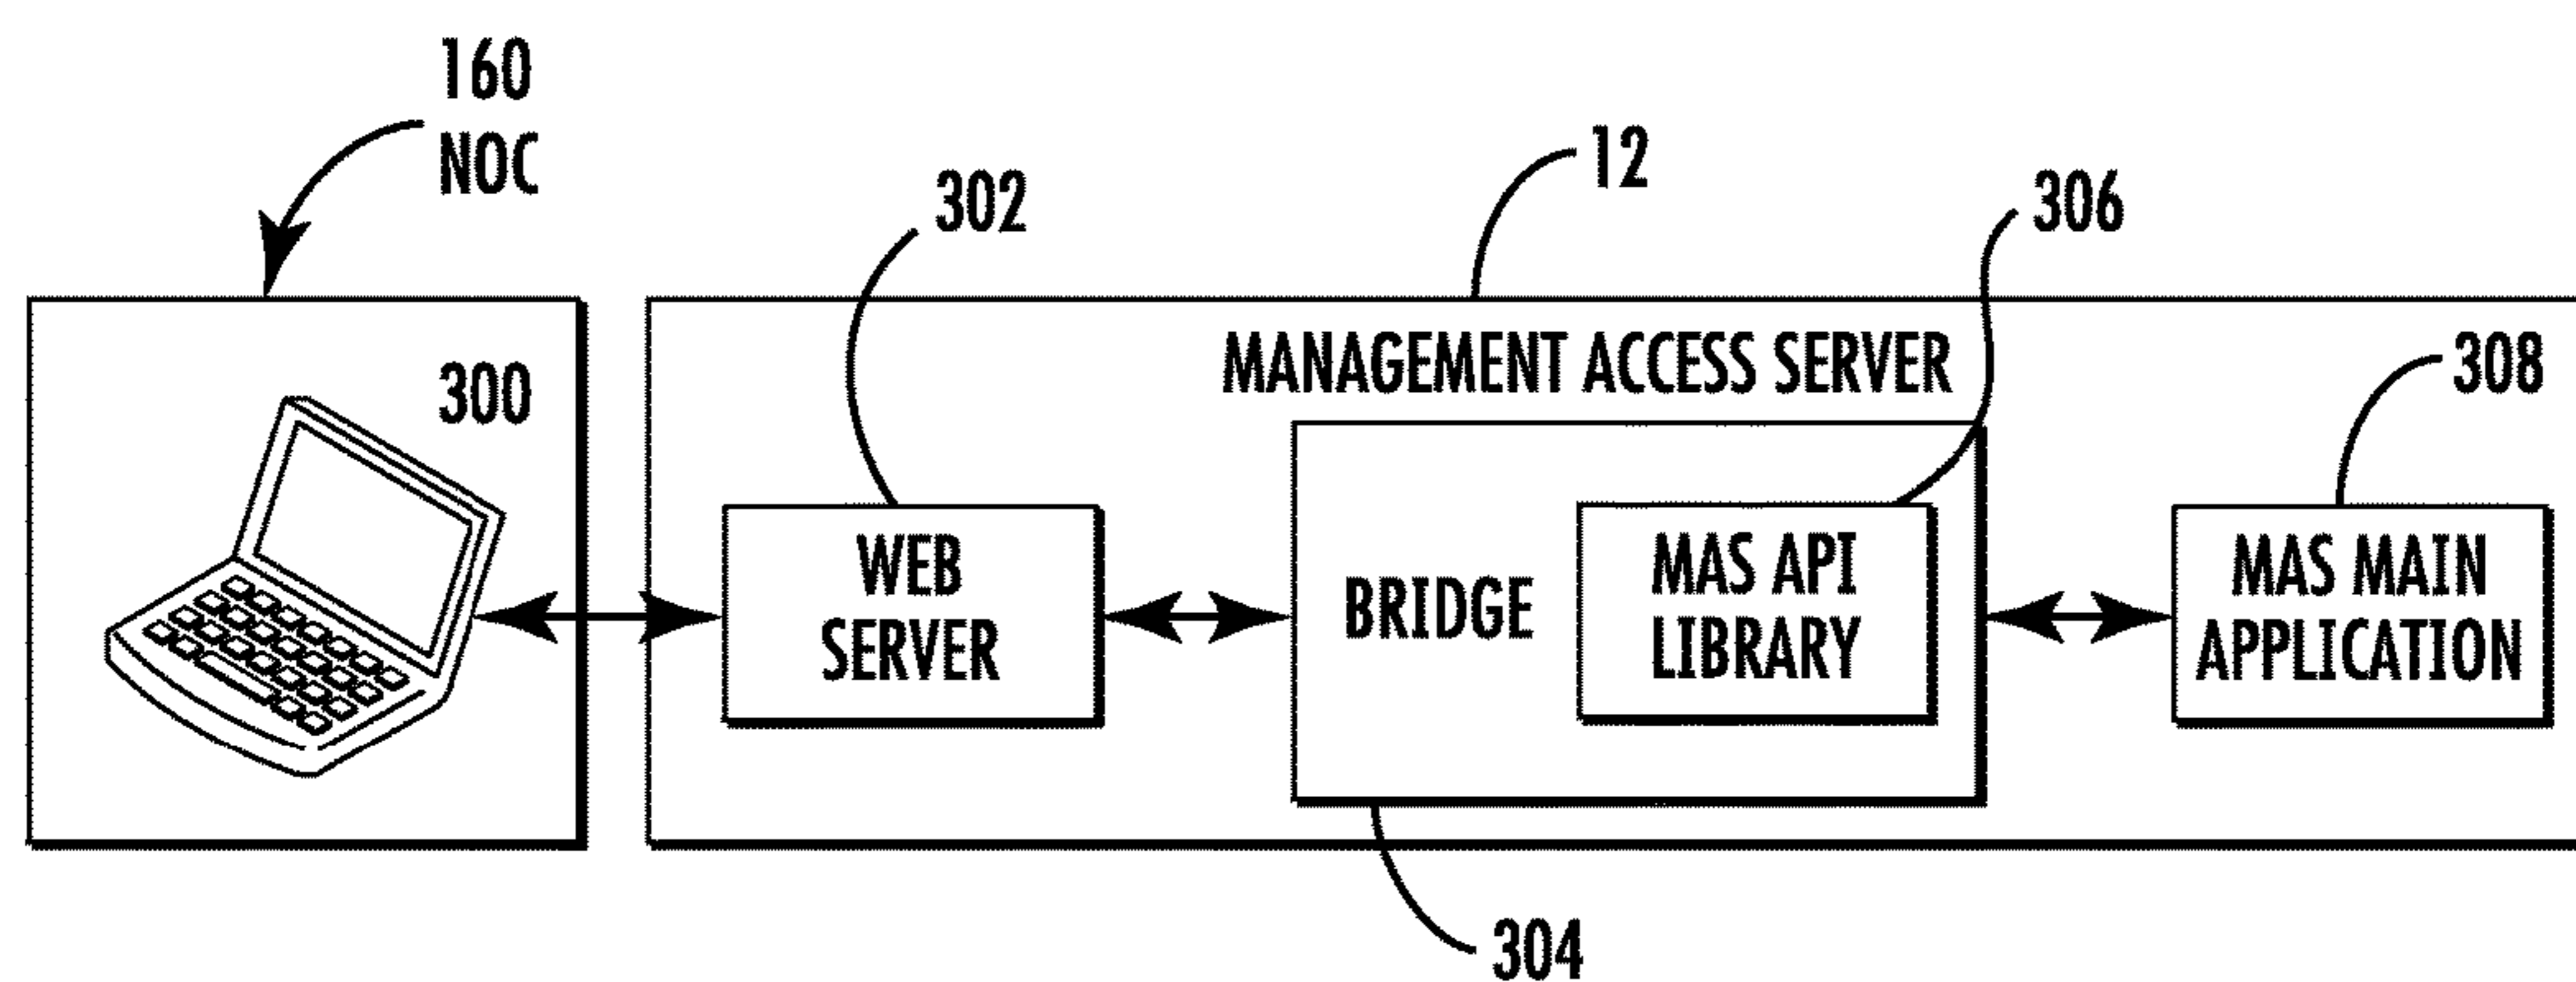 160
NOC
12
302
306
MANAGEMENT ACCESS SERVER
308
300
WEB
SERVER
BRIDGE
MAS API
LIBRARY
MAS MAIN
APPLICATION
304